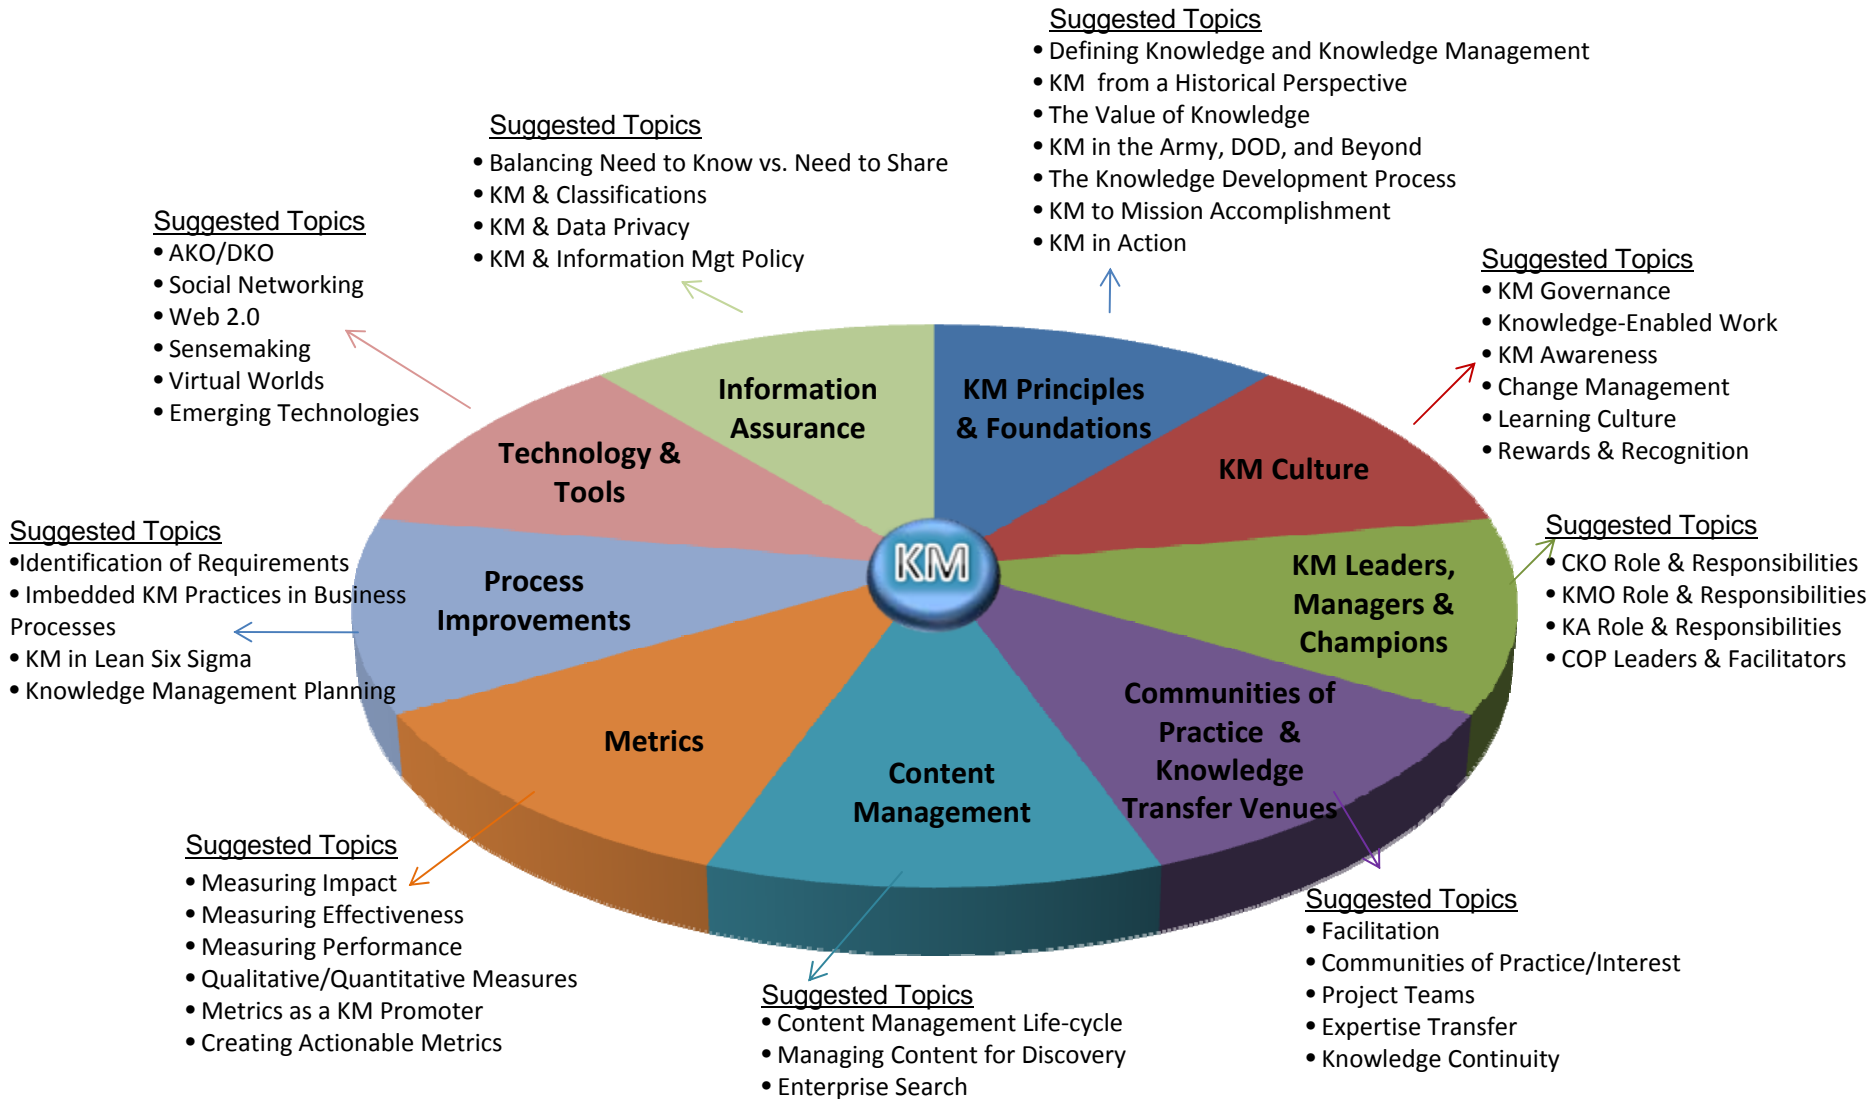 Suggested Topics
• Defining Knowledge and Knowledge Management
• KM from a Historical Perspective
• The Value of Knowledge
• KM in the Army, DOD, and Beyond
• The Knowledge Development Process
• KM to Mission Accomplishment
• KM in Action
Suggested Topics
• Balancing Need to Know vs. Need to Share
• KM & Classifications
• KM & Data Privacy
• KM & Information Mgt Policy
Suggested Topics
• AKO/DKO
• Social Networking
• Web 2.0
• Sensemaking
• Virtual Worlds
• Emerging Technologies
Suggested Topics
• KM Governance
• Knowledge-Enabled Work
• KM Awareness
• Change Management
• Learning Culture
• Rewards & Recognition
Information
Assurance
KM Principles
& Foundations
Technology &
Tools
KM Culture
Suggested Topics
•Identification of Requirements
• Imbedded KM Practices in Business
Processes
• KM in Lean Six Sigma
• Knowledge Management Planning
Process
Improvements
KM
KM Leaders,
Managers &
Champions
Suggested Topics
• CKO Role & Responsibilities
• KMO Role & Responsibilities
• KA Role & Responsibilities
• COP Leaders & Facilitators
Metrics
Content
Management
Communities of
Practice &
Knowledge
Transfer Venues
Suggested Topics
• Measuring Impact
• Measuring Effectiveness
• Measuring Performance
• Qualitative/Quantitative Measures
• Metrics as a KM Promoter
• Creating Actionable Metrics
Suggested Topics
• Content Management Life-cycle
• Managing Content for Discovery
• Enterprise Search
Suggested Topics
• Facilitation
• Communities of Practice/Interest
• Project Teams
• Expertise Transfer
• Knowledge Continuity